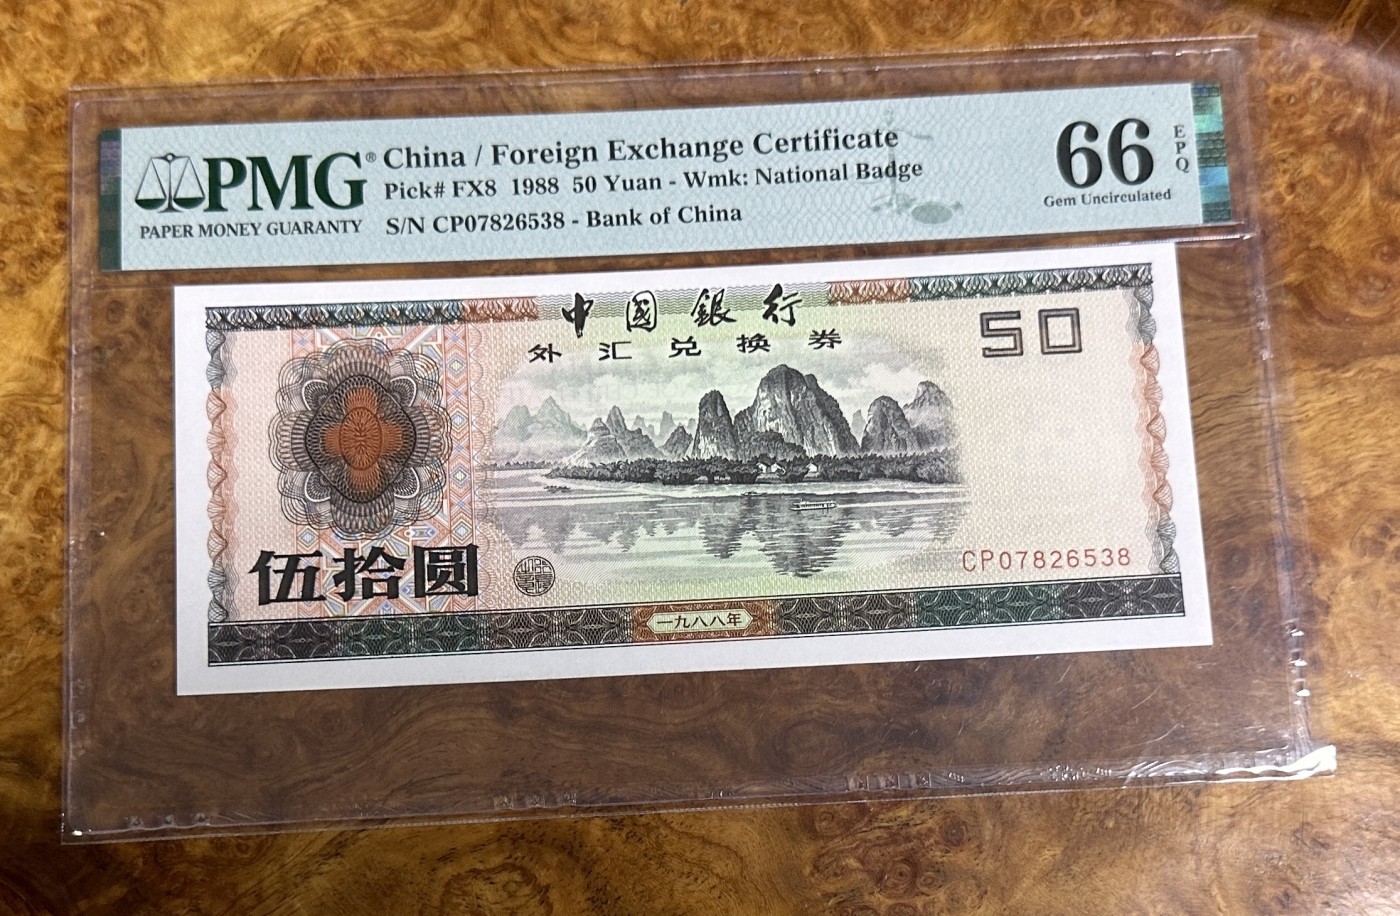 PMG® China / Foreign Exchange Certificate
Pick# FX8 1988 50 Yuan - Wmk: National Badge
PAPER MONEY GUARANTY S/N CP07826538 - Bank of China
66 EPQ
Gem Uncirculated
中國銀行
外汇兑换券
50
CP07826538
伍拾圆
一九八八年